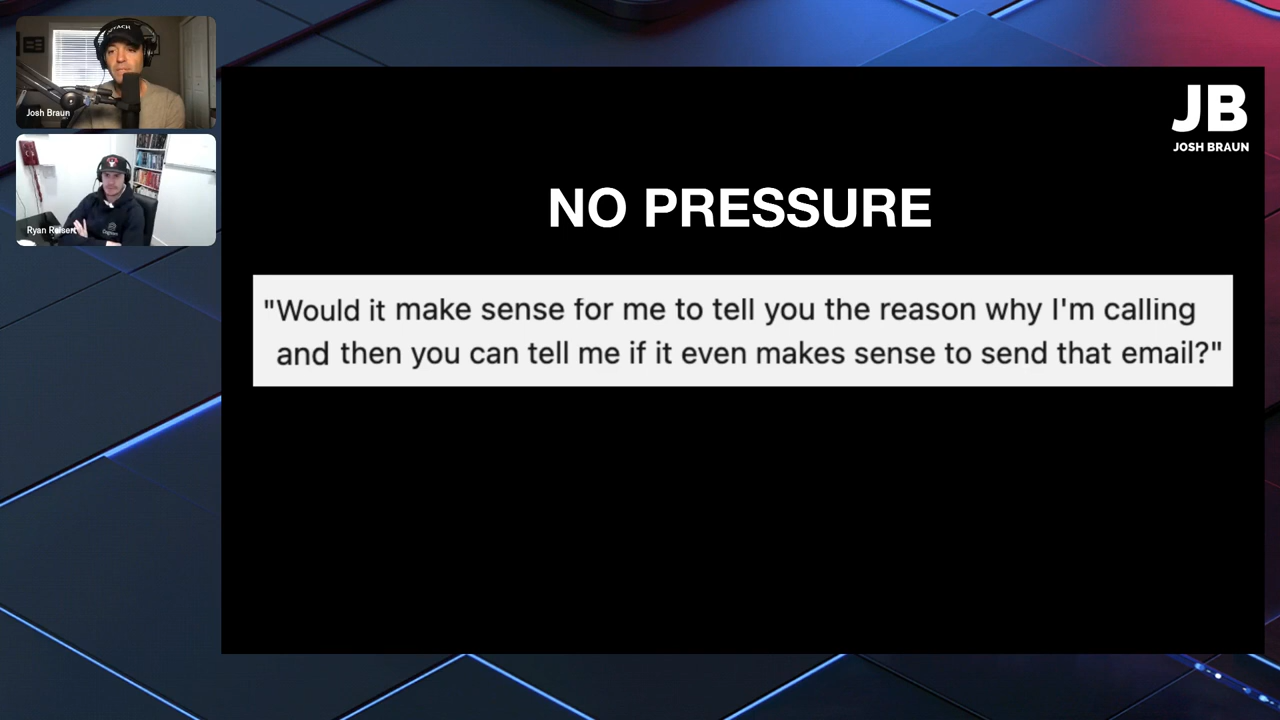 Josh Braun
Ryan Reisert
JB
JOSH BRAUN
NO PRESSURE
"Would it make sense for me to tell you the reason why I'm calling
and then you can tell me if it even makes sense to send that email?"